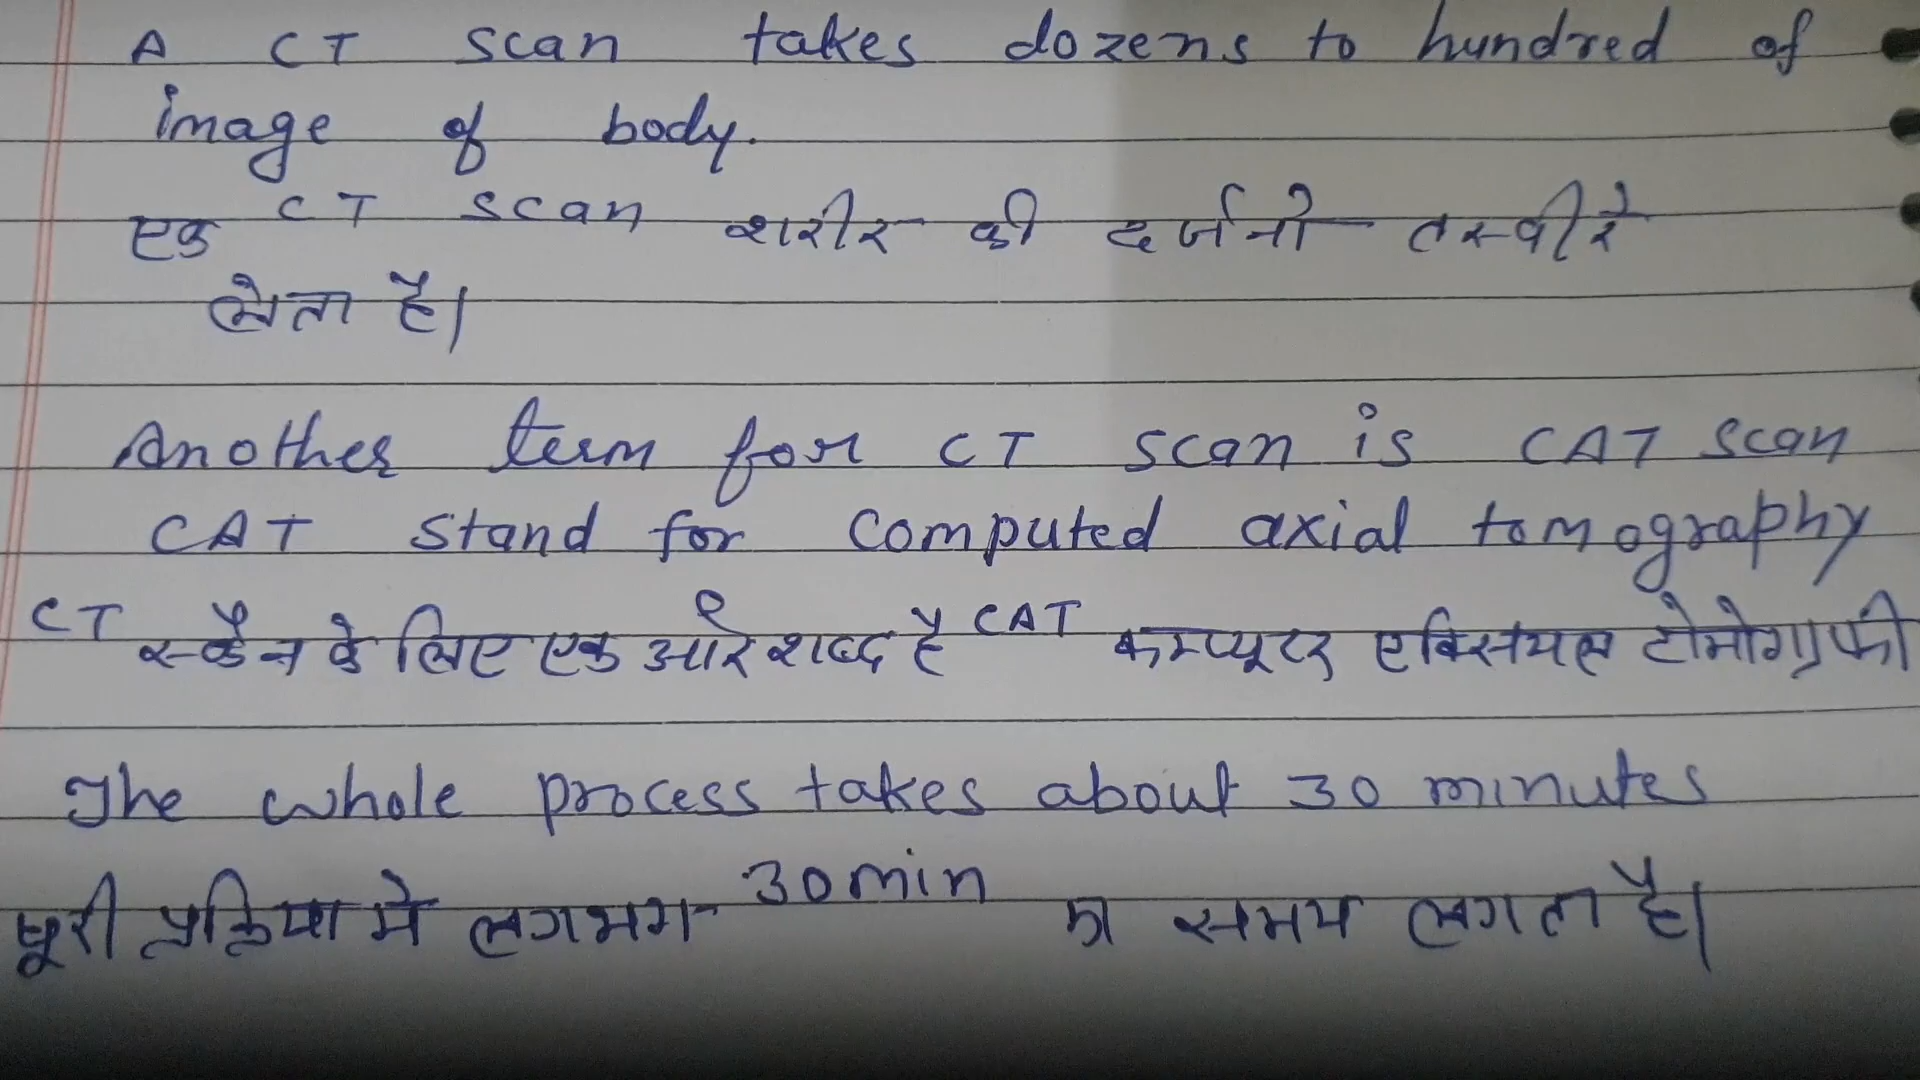 A CT scan takes dozens to hundred of
image of body.
एक CT scan शरीर की दर्जनो तस्वीरे
लेता है।
Another term for CT scan is CAT scan
CAT stand for computed axial tomography
CT स्कैन के लिए एक और शब्द है CAT कम्प्यूटर एक्सियल टोमोग्राफी
The whole process takes about 30 minutes
पूरी प्रक्रिया मे लगभग 30 min का समय लगता है।